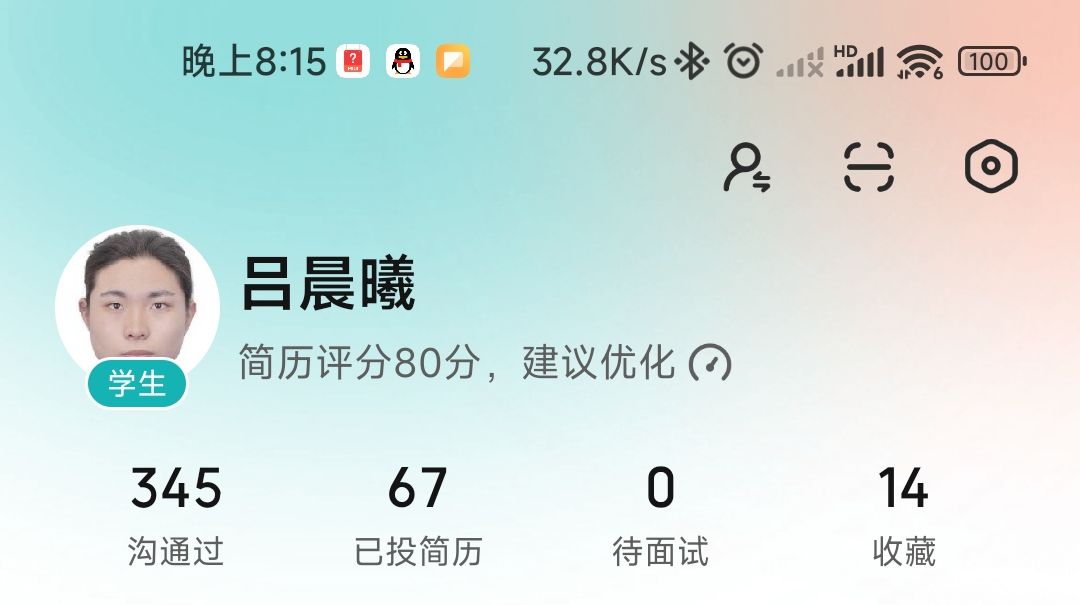 晚上8:15 32.8K/s HD 6 100
吕晨曦
简历评分80分，建议优化
学生
345 67 0 14
沟通过 已投简历 待面试 收藏